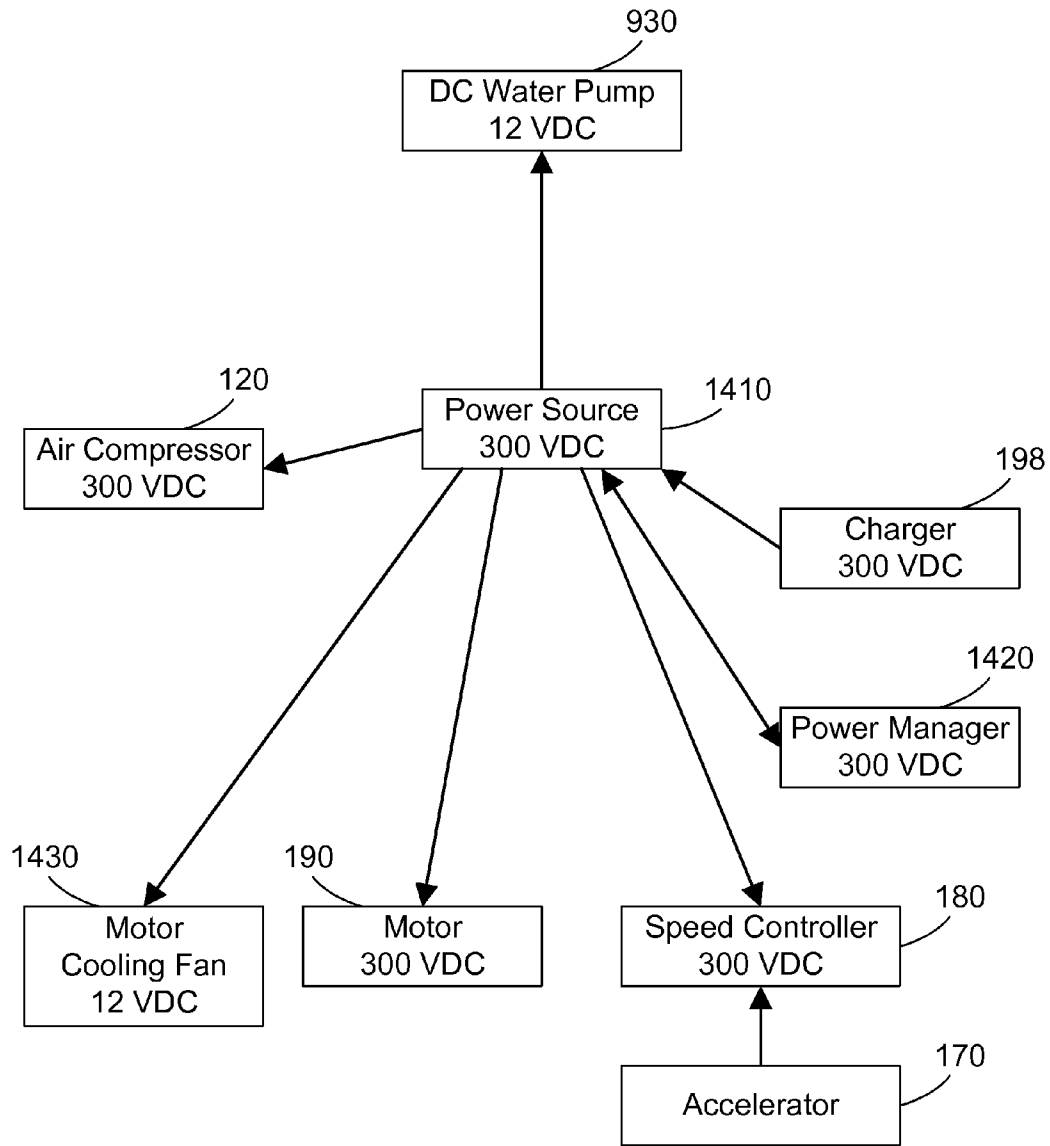 930
DC Water Pump
12 VDC
120
1410
Air Compressor
300 VDC
Power Source
300 VDC
198
Charger
300 VDC
1420
Power Manager
300 VDC
1430
190
180
Motor
Cooling Fan
12 VDC
Motor
300 VDC
Speed Controller
300 VDC
170
Accelerator